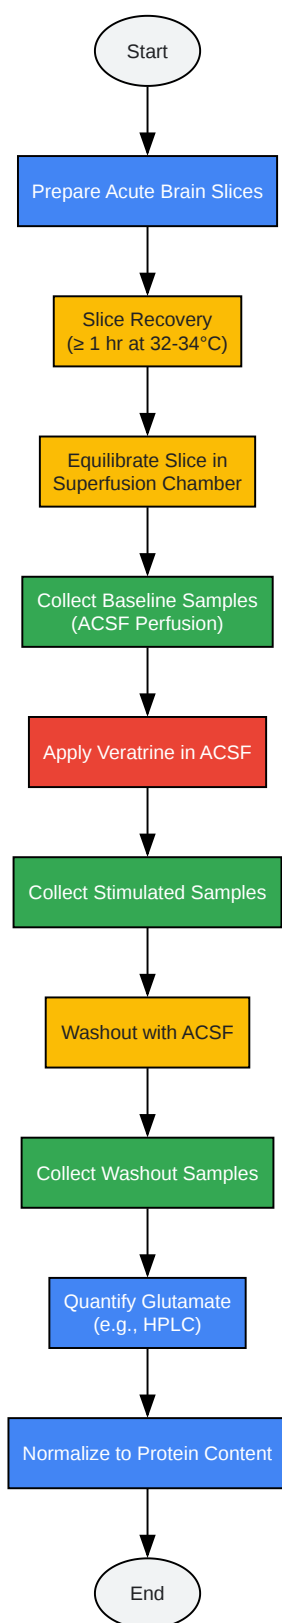 Start
Prepare Acute Brain Slices
Slice Recovery
(≥ 1 hr at 32-34°C)
Equilibrate Slice in
Superfusion Chamber
Collect Baseline Samples
(ACSF Perfusion)
Apply Veratrine in ACSF
Collect Stimulated Samples
Washout with ACSF
Collect Washout Samples
Quantify Glutamate
(e.g., HPLC)
Normalize to Protein Content
End